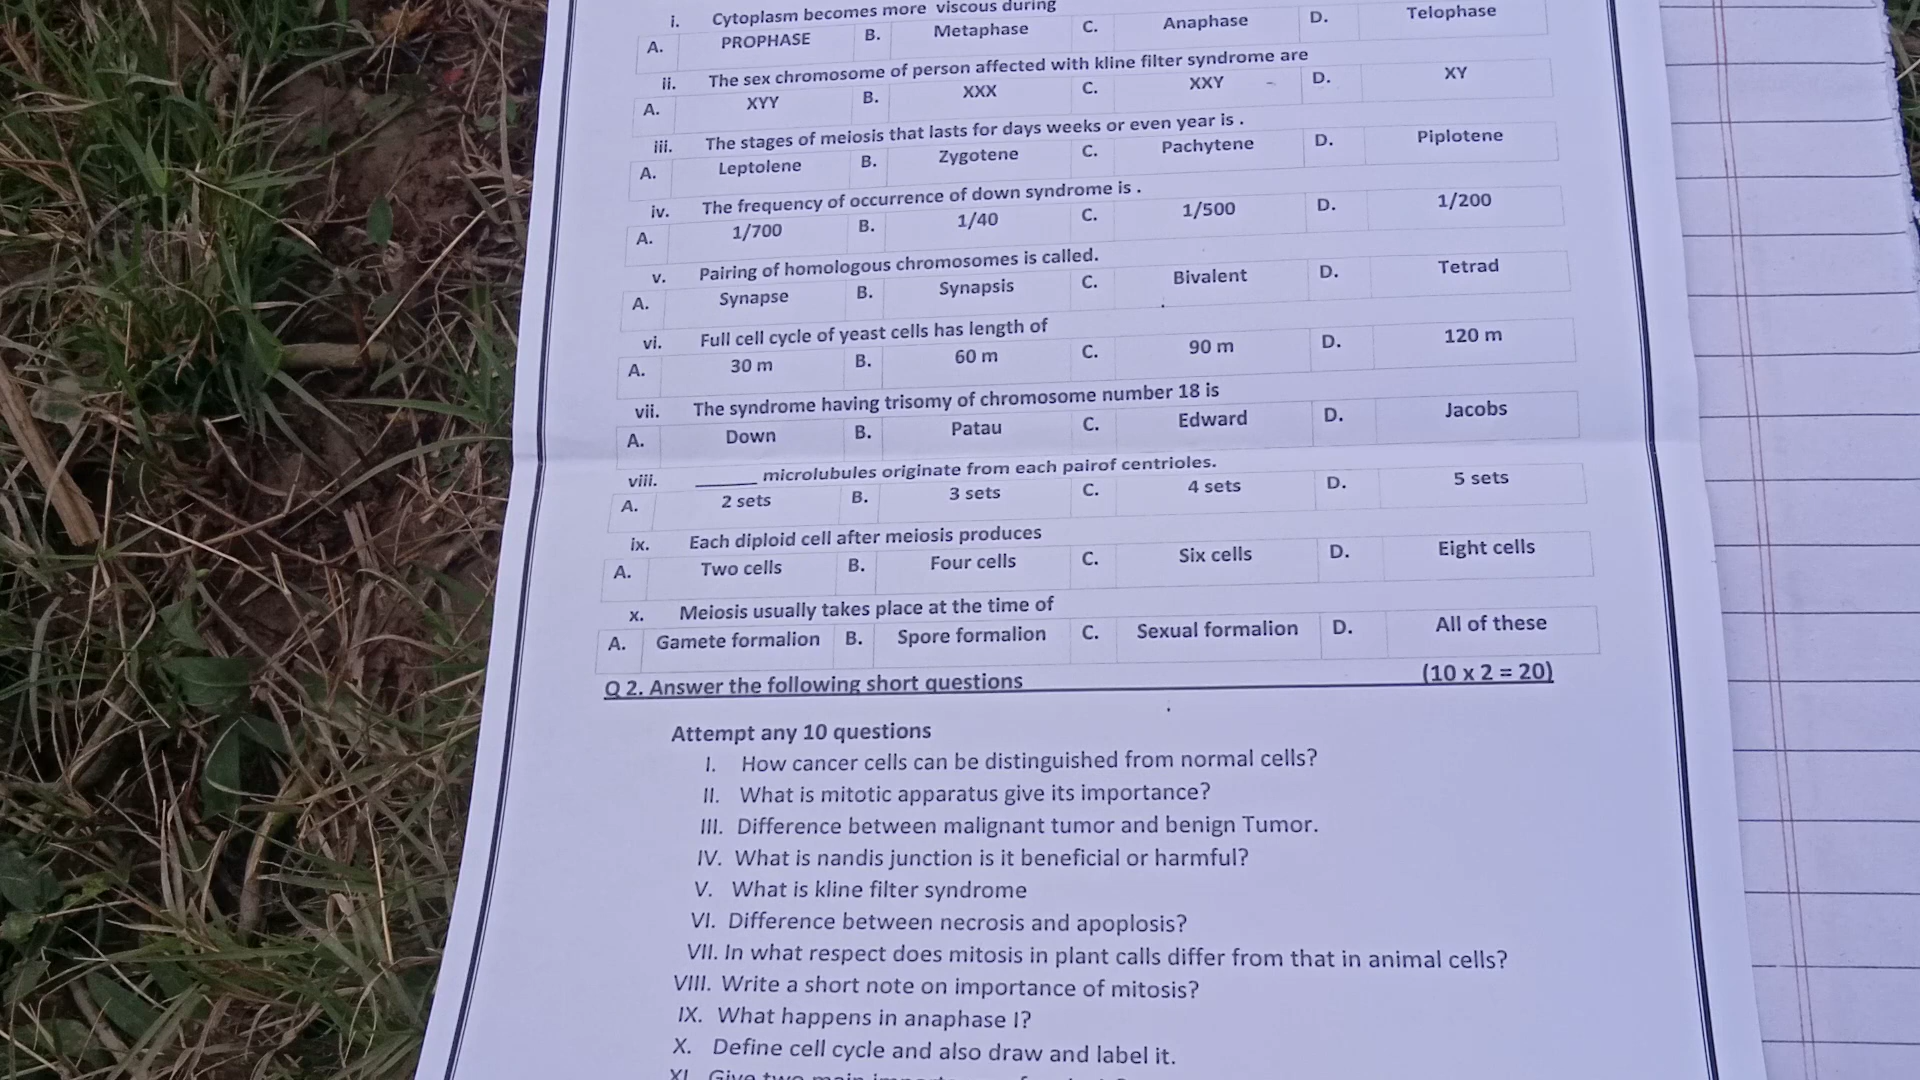 i. Cytoplasm becomes more viscous during
A. PROPHASE B. Metaphase C. Anaphase D. Telophase
ii. The sex chromosome of person affected with kline filter syndrome are
A. XYY B. XXX C. XXY D. XY
iii. The stages of meiosis that lasts for days weeks or even year is .
A. Leptolene B. Zygotene C. Pachytene D. Piplotene
iv. The frequency of occurrence of down syndrome is .
A. 1/700 B. 1/40 C. 1/500 D. 1/200
v. Pairing of homologous chromosomes is called.
A. Synapse B. Synapsis C. Bivalent D. Tetrad
vi. Full cell cycle of yeast cells has length of
A. 30 m B. 60 m C. 90 m D. 120 m
vii. The syndrome having trisomy of chromosome number 18 is
A. Down B. Patau C. Edward D. Jacobs
viii. ______ microlubules originate from each pairof centrioles.
A. 2 sets B. 3 sets C. 4 sets D. 5 sets
ix. Each diploid cell after meiosis produces
A. Two cells B. Four cells C. Six cells D. Eight cells
x. Meiosis usually takes place at the time of
A. Gamete formalion B. Spore formalion C. Sexual formalion D. All of these
Q 2. Answer the following short questions (10 x 2 = 20)
Attempt any 10 questions
I. How cancer cells can be distinguished from normal cells?
II. What is mitotic apparatus give its importance?
III. Difference between malignant tumor and benign Tumor.
IV. What is nandis junction is it beneficial or harmful?
V. What is kline filter syndrome
VI. Difference between necrosis and apoplosis?
VII. In what respect does mitosis in plant calls differ from that in animal cells?
VIII. Write a short note on importance of mitosis?
IX. What happens in anaphase I?
X. Define cell cycle and also draw and label it.
XI. Give two main